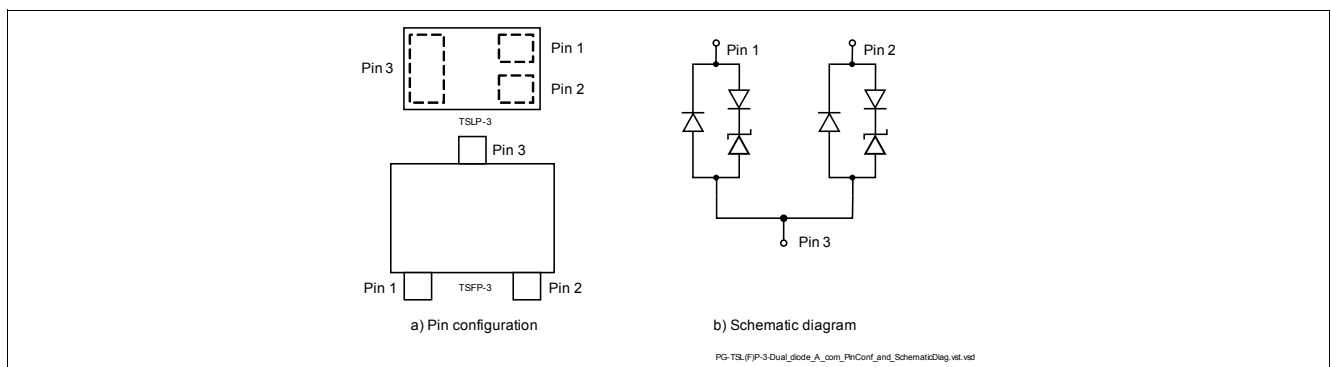 Pin 1
Pin 3
Pin 2
TSLP-3
Pin 3
Pin 1
TSFP-3
Pin 2
a) Pin configuration
Pin 1
Pin 2
Pin 3
b) Schematic diagram
PG-TSL(F)P-3-Dual_diode_A_com_PinConf_and_SchematicDiag.vst.vsd